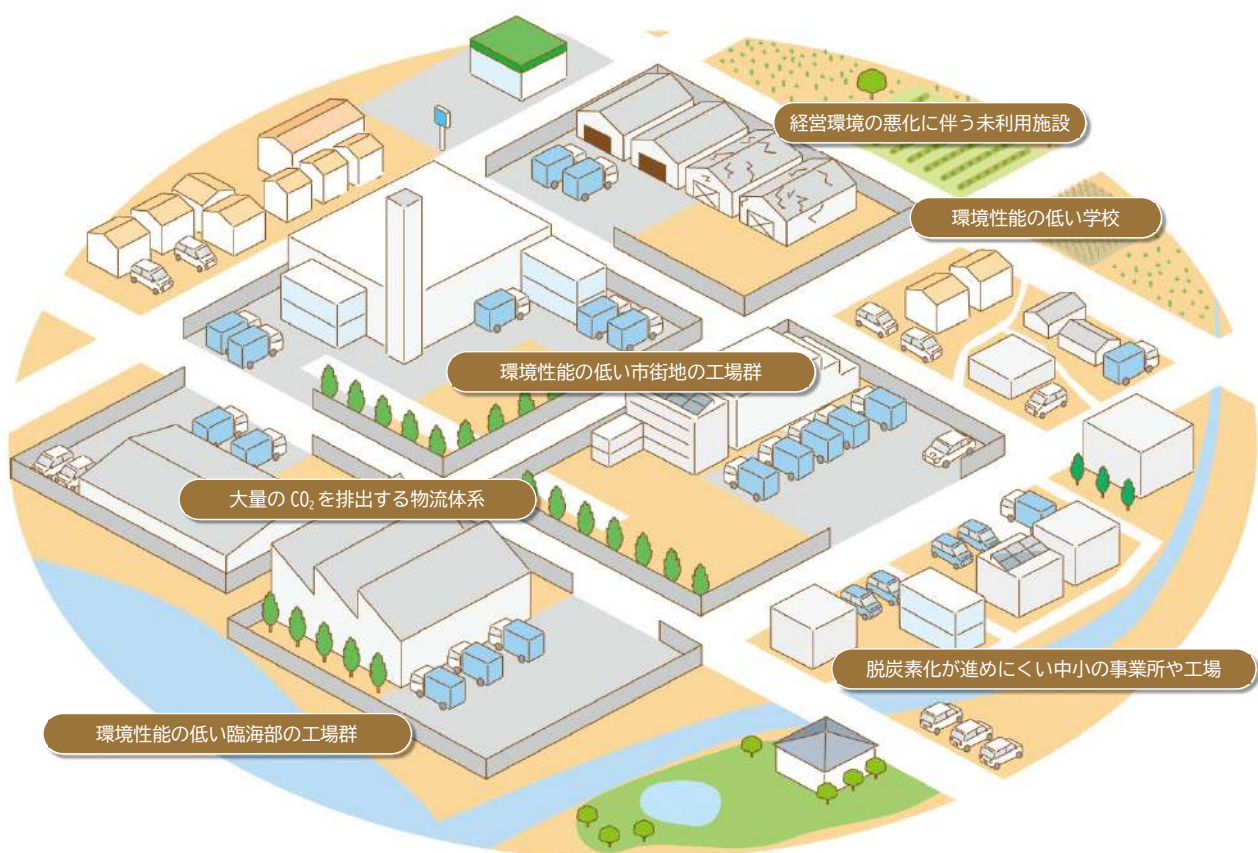 経営環境の悪化に伴う未利用施設
環境性能の低い学校
環境性能の低い市街地の工場群
大量の CO₂ を排出する物流体系
脱炭素化が進めにくい中小の事業所や工場
環境性能の低い臨海部の工場群